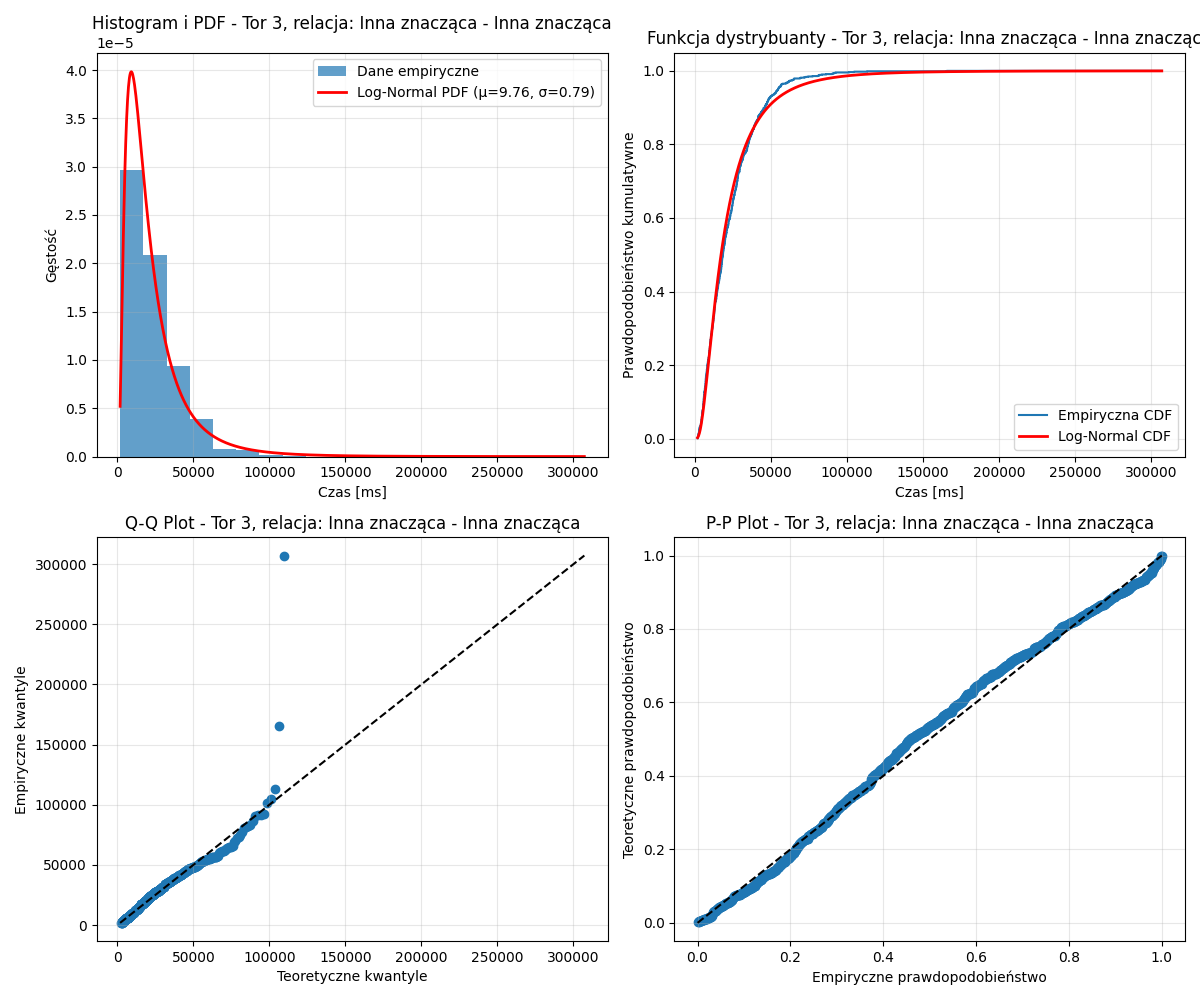 Histogram i PDF - Tor 3, relacja: Inna znacząca - Inna znacząca
1e−5
4.0
3.5
3.0
2.5
2.0
1.5
1.0
0.5
0.0
Gęstość
Dane empiryczne
Log-Normal PDF (μ=9.76, σ=0.79)
0 50000 100000 150000 200000 250000 300000
Czas [ms]
Funkcja dystrybuanty - Tor 3, relacja: Inna znacząca - Inna znacząc
1.0
0.8
0.6
0.4
0.2
0.0
Prawdopodobieństwo kumulatywne
Empiryczna CDF
Log-Normal CDF
0 50000 100000 150000 200000 250000 300000
Czas [ms]
Q-Q Plot - Tor 3, relacja: Inna znacząca - Inna znacząca
300000
250000
200000
150000
100000
50000
0
Empiryczne kwantyle
0 50000 100000 150000 200000 250000 300000
Teoretyczne kwantyle
P-P Plot - Tor 3, relacja: Inna znacząca - Inna znacząca
1.0
0.8
0.6
0.4
0.2
0.0
Teoretyczne prawdopodobieństwo
0.0 0.2 0.4 0.6 0.8 1.0
Empiryczne prawdopodobieństwo